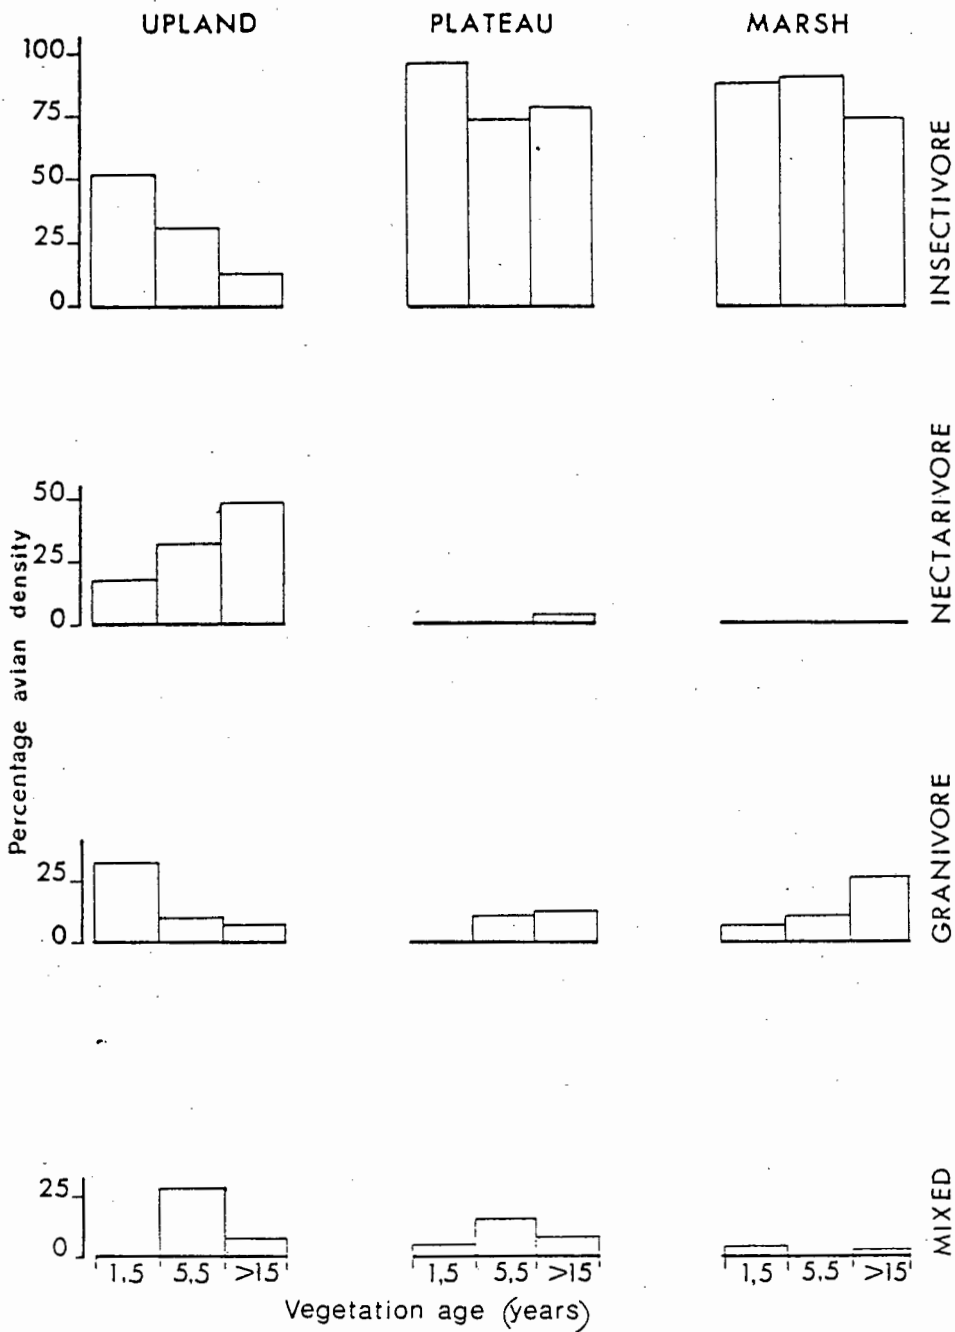 UPLAND PLATEAU MARSH
100
75
50
25
0
INSECTIVORE
50
25
0
NECTARIVORE
Percentage avian density
25
0
GRANIVORE
25
0
MIXED
1,5 5,5 >15 1,5 5,5 >15 1,5 5,5 >15
Vegetation age (years)